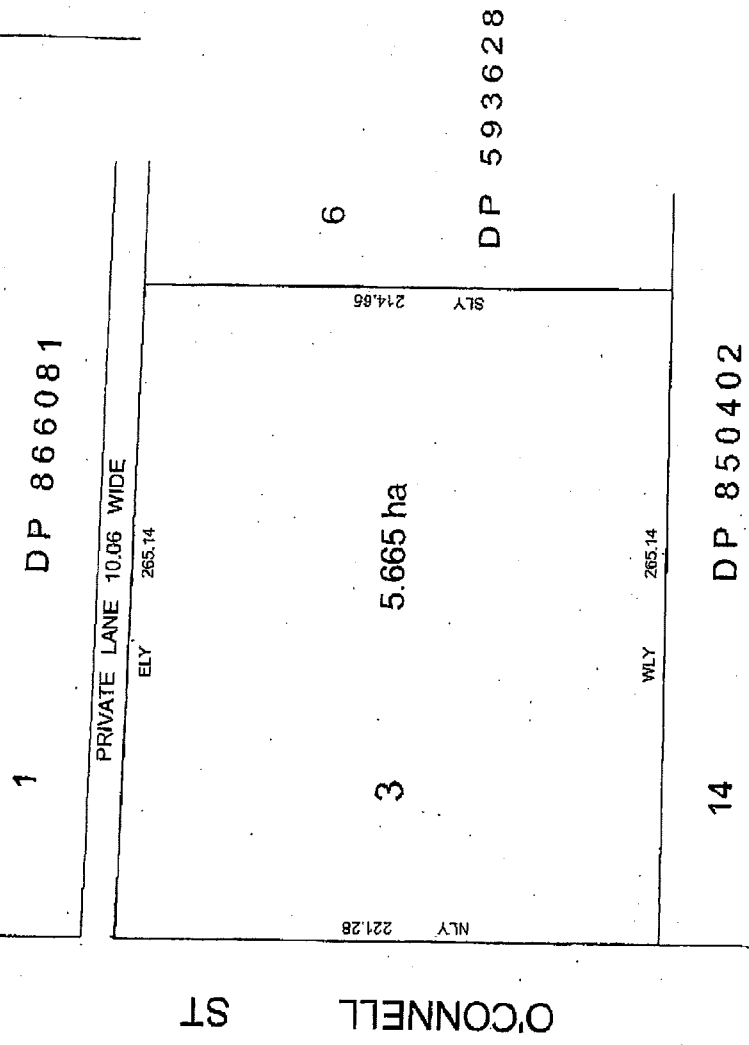 1
DP 866081
PRIVATE LANE 10.06 WIDE
ELY
265.14
O'CONNELL ST
NLY
221.28
3
5.665 ha
214.66
SLY
6
DP 593628
WLY
265.14
14
DP 850402